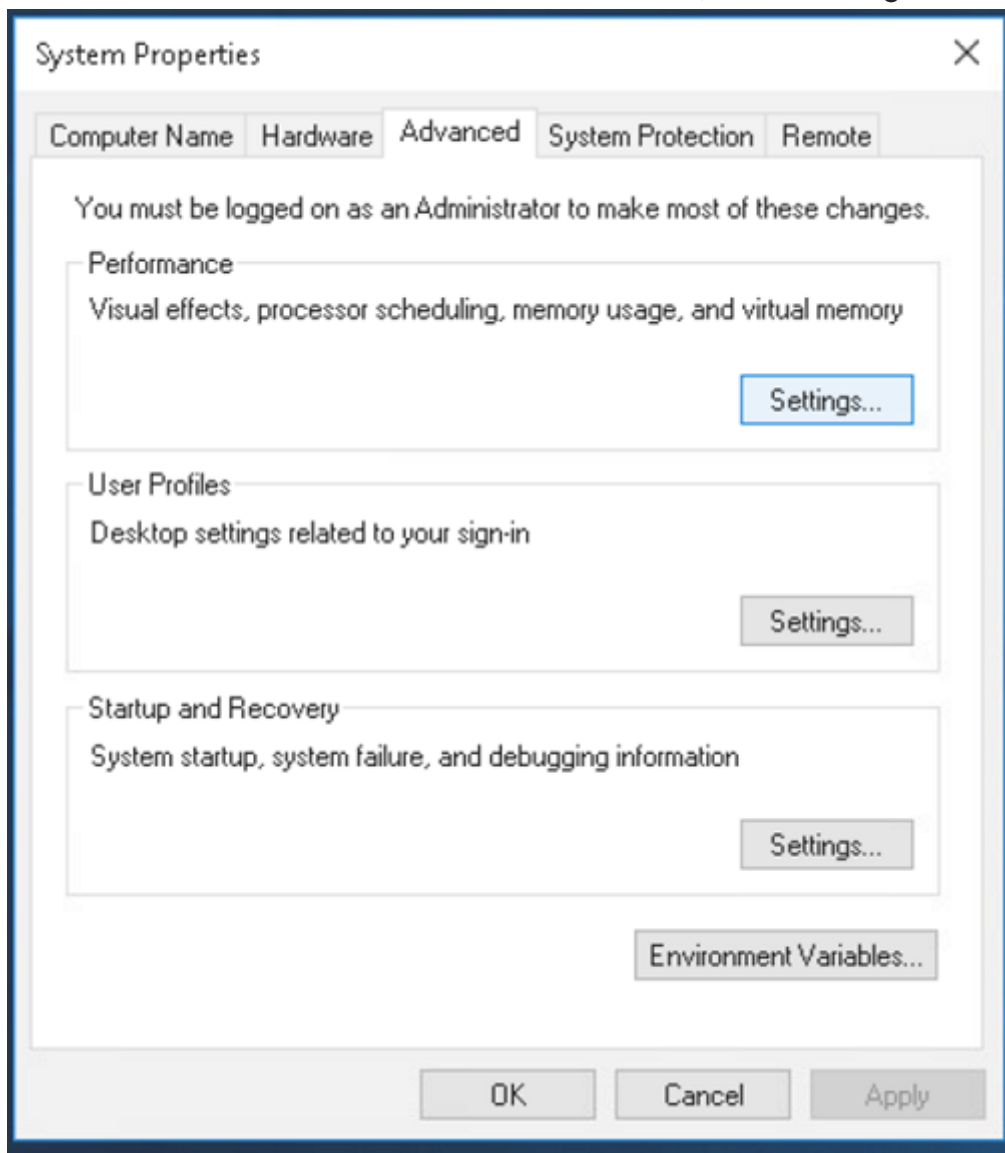 System Properties
Computer Name Hardware Advanced System Protection Remote
You must be logged on as an Administrator to make most of these changes.
Performance
Visual effects, processor scheduling, memory usage, and virtual memory
Settings...
User Profiles
Desktop settings related to your sign-in
Settings...
Startup and Recovery
System startup, system failure, and debugging information
Settings...
Environment Variables...
OK Cancel Apply